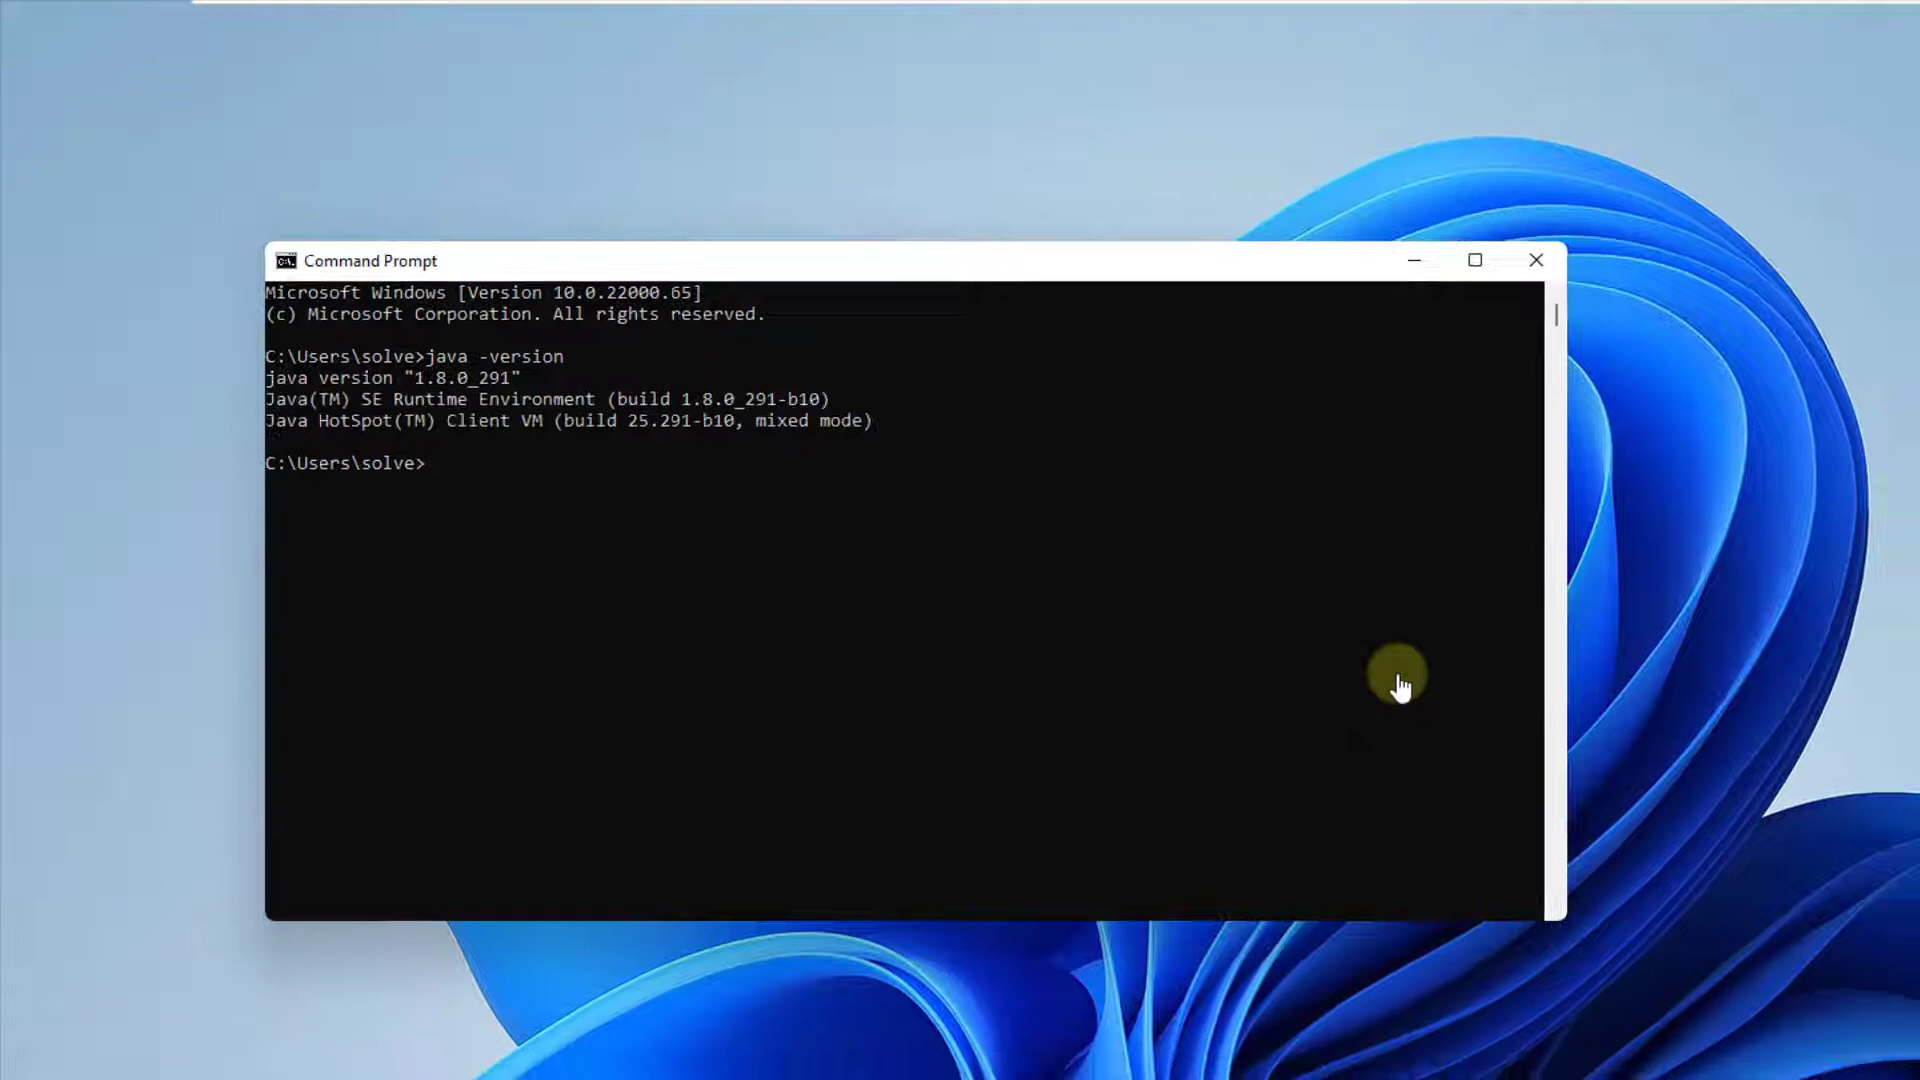 Command Prompt
Microsoft Windows [Version 10.0.22000.65]
(c) Microsoft Corporation. All rights reserved.
C:\Users\solve>java -version
java version "1.8.0_291"
Java(TM) SE Runtime Environment (build 1.8.0_291-b10)
Java HotSpot(TM) Client VM (build 25.291-b10, mixed mode)
C:\Users\solve>